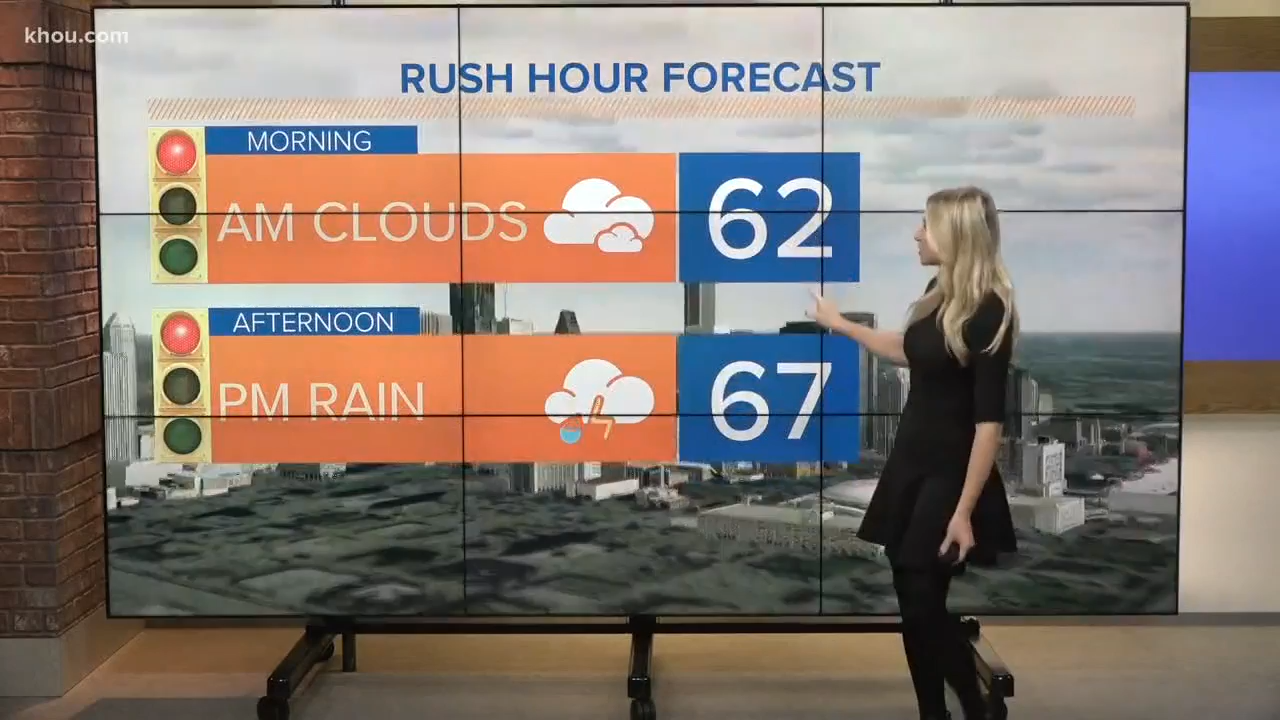 khou.com
RUSH HOUR FORECAST
MORNING
AM CLOUDS
62
AFTERNOON
PM RAIN
67